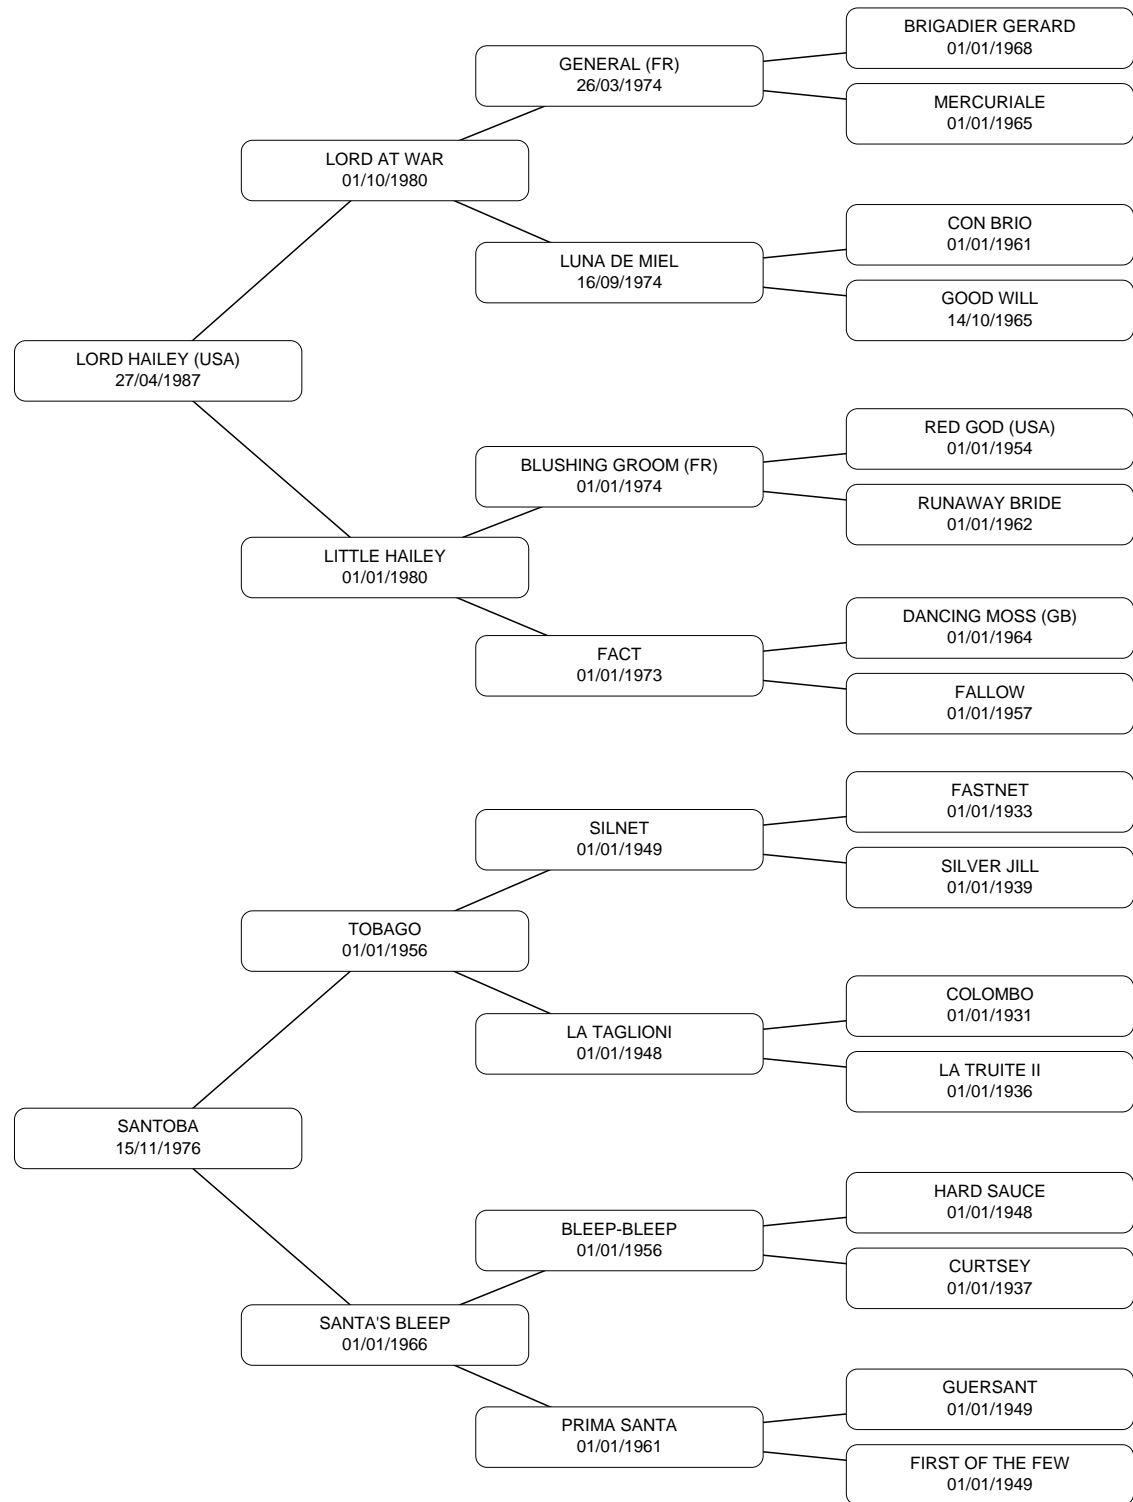 BRIGADIER GERARD
01/01/1968
GENERAL (FR)
26/03/1974
MERCURIALE
01/01/1965
LORD AT WAR
01/10/1980
CON BRIO
01/01/1961
LUNA DE MIEL
16/09/1974
GOOD WILL
14/10/1965
LORD HAILEY (USA)
27/04/1987
RED GOD (USA)
01/01/1954
BLUSHING GROOM (FR)
01/01/1974
RUNAWAY BRIDE
01/01/1962
LITTLE HAILEY
01/01/1980
DANCING MOSS (GB)
01/01/1964
FACT
01/01/1973
FALLOW
01/01/1957
FASTNET
01/01/1933
SILNET
01/01/1949
SILVER JILL
01/01/1939
TOBAGO
01/01/1956
COLOMBO
01/01/1931
LA TAGLIONI
01/01/1948
LA TRUITE II
01/01/1936
SANTOBA
15/11/1976
HARD SAUCE
01/01/1948
BLEEP-BLEEP
01/01/1956
CURTSEY
01/01/1937
SANTA'S BLEEP
01/01/1966
GUERSANT
01/01/1949
PRIMA SANTA
01/01/1961
FIRST OF THE FEW
01/01/1949